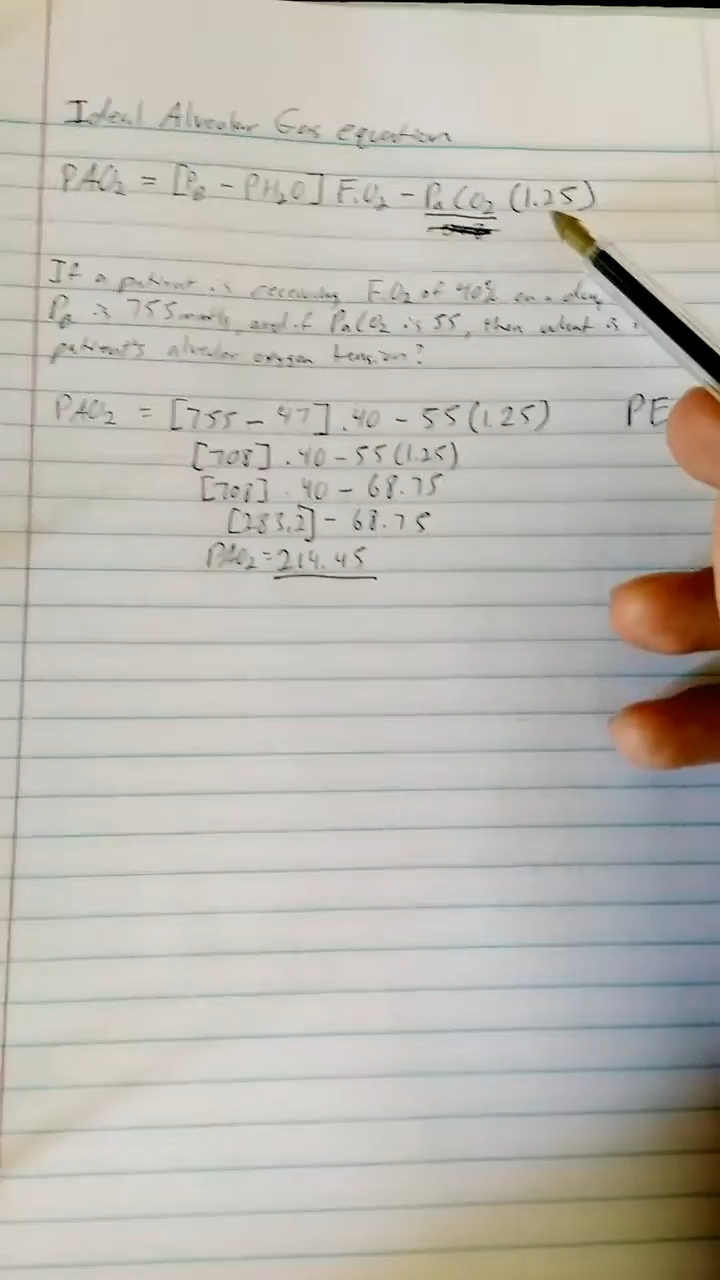 Ideal Alveolar Gas equation
PAO₂ = [PB - PH₂O] FiO₂ - PaCO₂ (1.25)
If a patient is receiving FiO₂ of 40% on a day
PB is 755mmHg, and if PaCO₂ is 55, then what is
patient's alveolar oxygen tension?
PAO₂ = [755 - 47] .40 - 55(1.25) PE
[708] .40 - 55(1.25)
[708] .40 - 68.75
[283.2] - 68.75
PAO₂ = 214.45